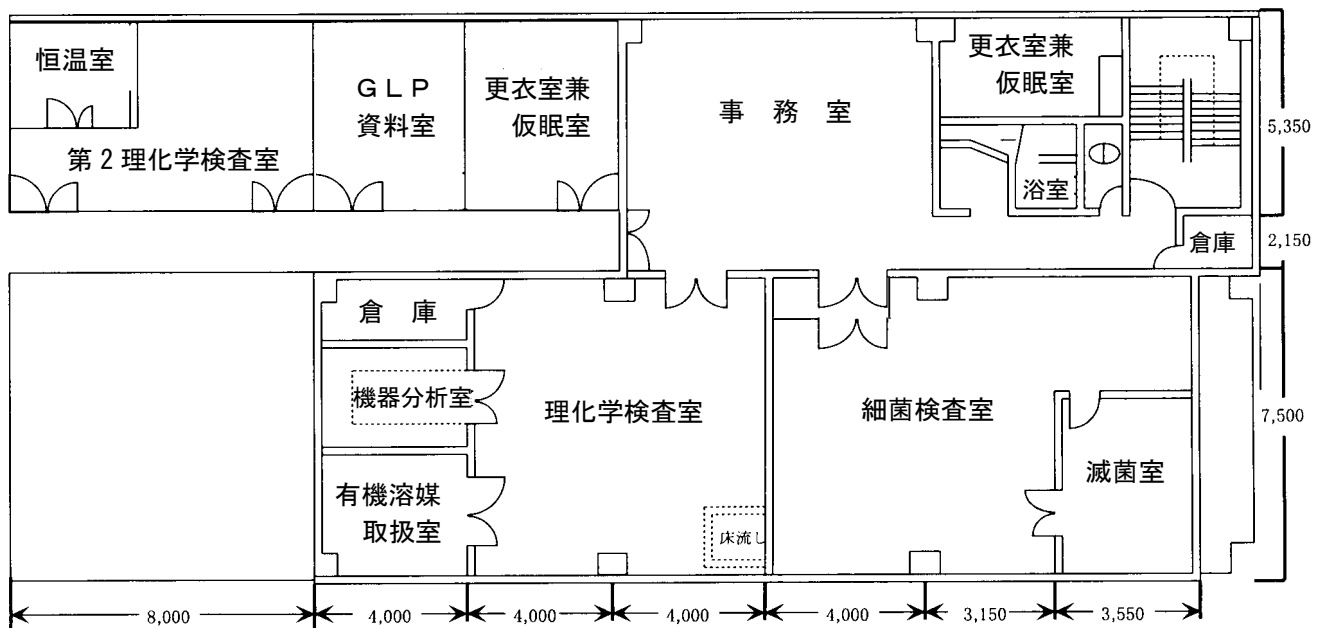 恒温室
GLP
資料室
更衣室兼
仮眠室
事 務 室
更衣室兼
仮眠室
第2理化学検査室
浴室
倉庫
5,350
2,150
倉 庫
機器分析室
理化学検査室
細菌検査室
滅菌室
有機溶媒
取扱室
床流し
7,500
8,000
4,000
4,000
4,000
4,000
3,150
3,550